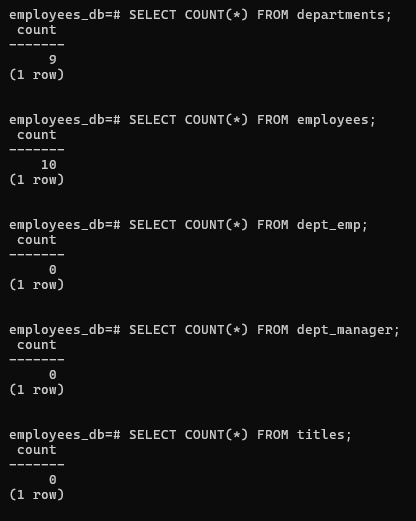 employees_db=# SELECT COUNT(*) FROM departments;
 count
-------
     9
(1 row)


employees_db=# SELECT COUNT(*) FROM employees;
 count
-------
    10
(1 row)


employees_db=# SELECT COUNT(*) FROM dept_emp;
 count
-------
     0
(1 row)


employees_db=# SELECT COUNT(*) FROM dept_manager;
 count
-------
     0
(1 row)


employees_db=# SELECT COUNT(*) FROM titles;
 count
-------
     0
(1 row)